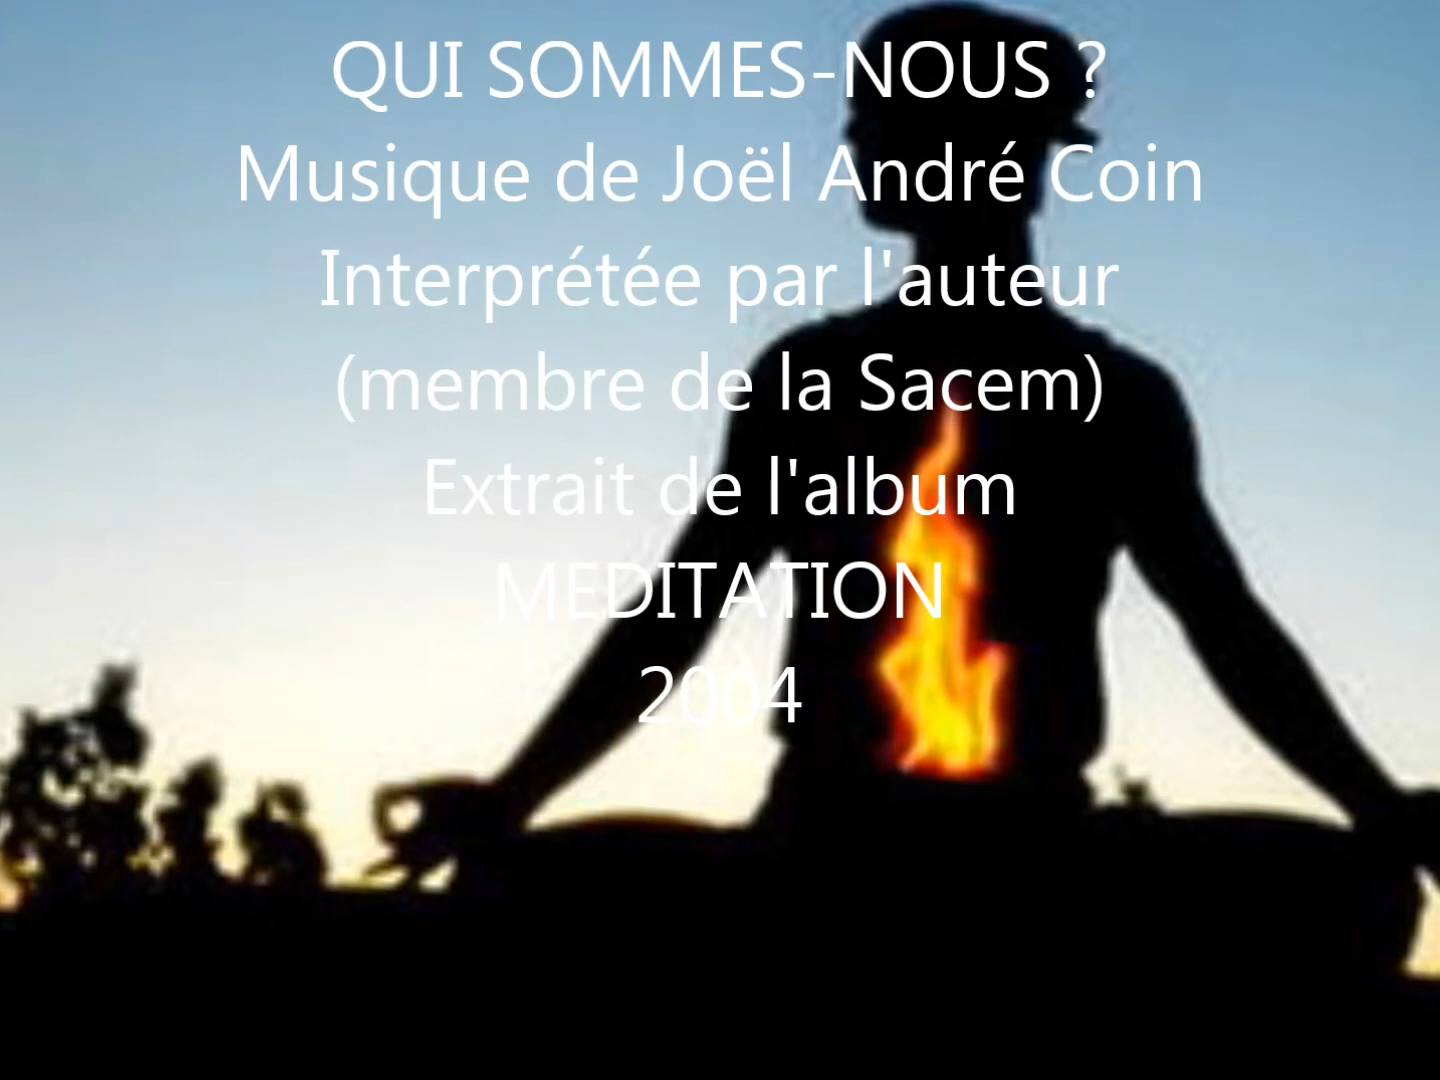 QUI SOMMES-NOUS ?
Musique de Joël André Coin
Interprétée par l'auteur
(membre de la Sacem)
Extrait de l'album
MEDITATION
2004